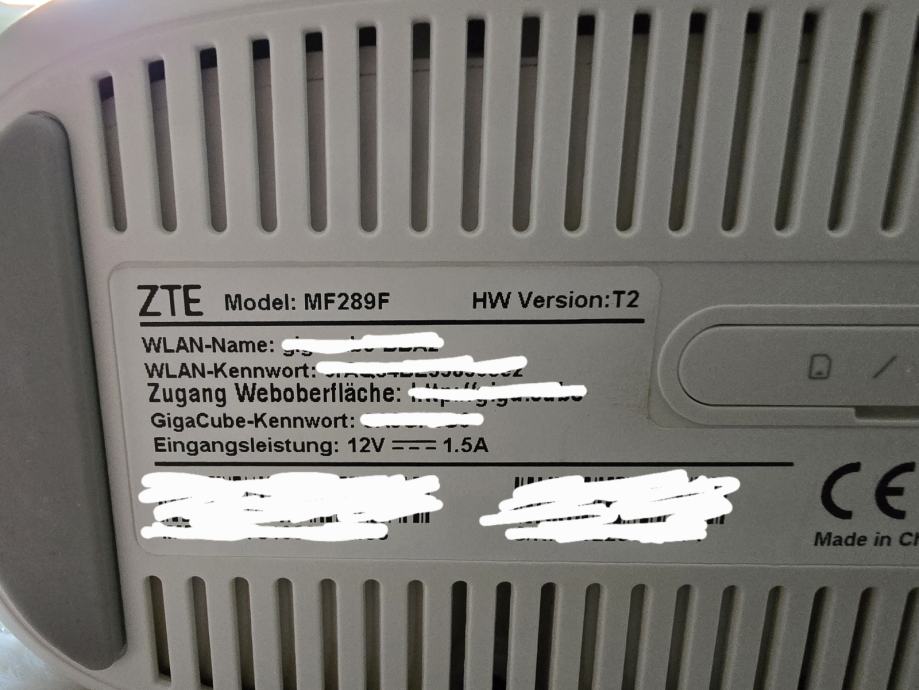 ZTE Model: MF289F HW Version:T2
WLAN-Name:
WLAN-Kennwort:
Zugang Weboberfläche:
GigaCube-Kennwort:
Eingangsleistung: 12V 1.5A
CE
Made in